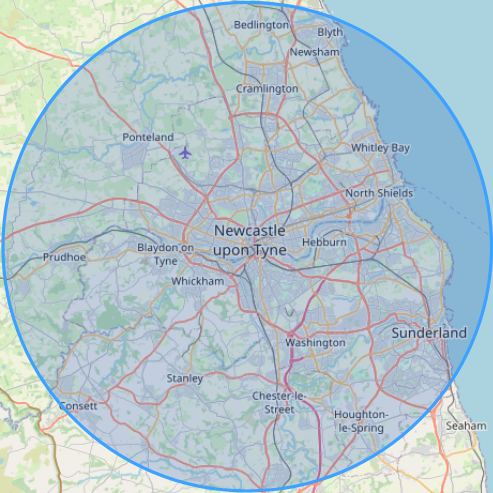 Bedlington
Blyth
Newsham
Cramlington
Ponteland
Whitley Bay
North Shields
Newcastle
upon Tyne
Hebburn
Blaydon on
Tyne
Prudhoe
Whickham
Sunderland
Washington
Stanley
Chester-le-
Street
Consett
Houghton-
le-Spring
Seaham